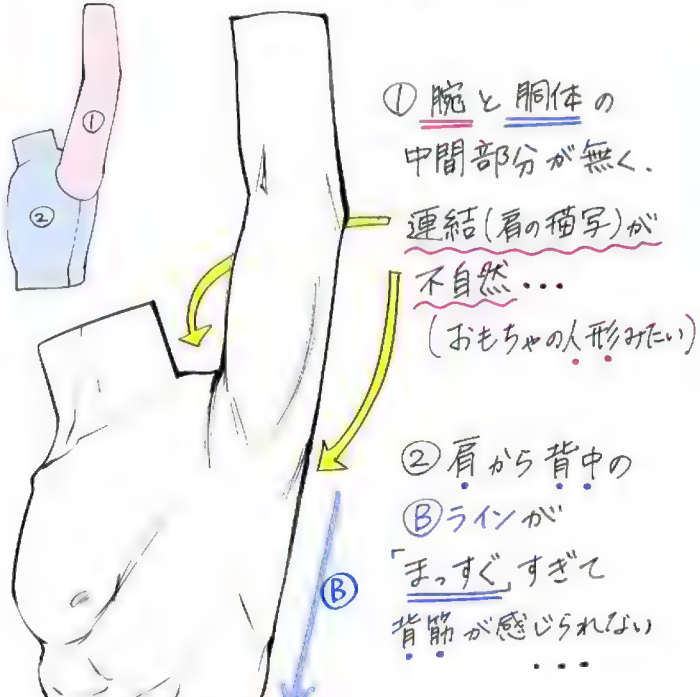 ①
②
① 腕と胴体の
中間部分が無く、
連結(肩の描写)が
不自然・・・
(おもちゃの人形みたい)
② 肩から背中の
Ⓑラインが
「まっすぐ」すぎて
背筋が感じられない
・・・
Ⓑ